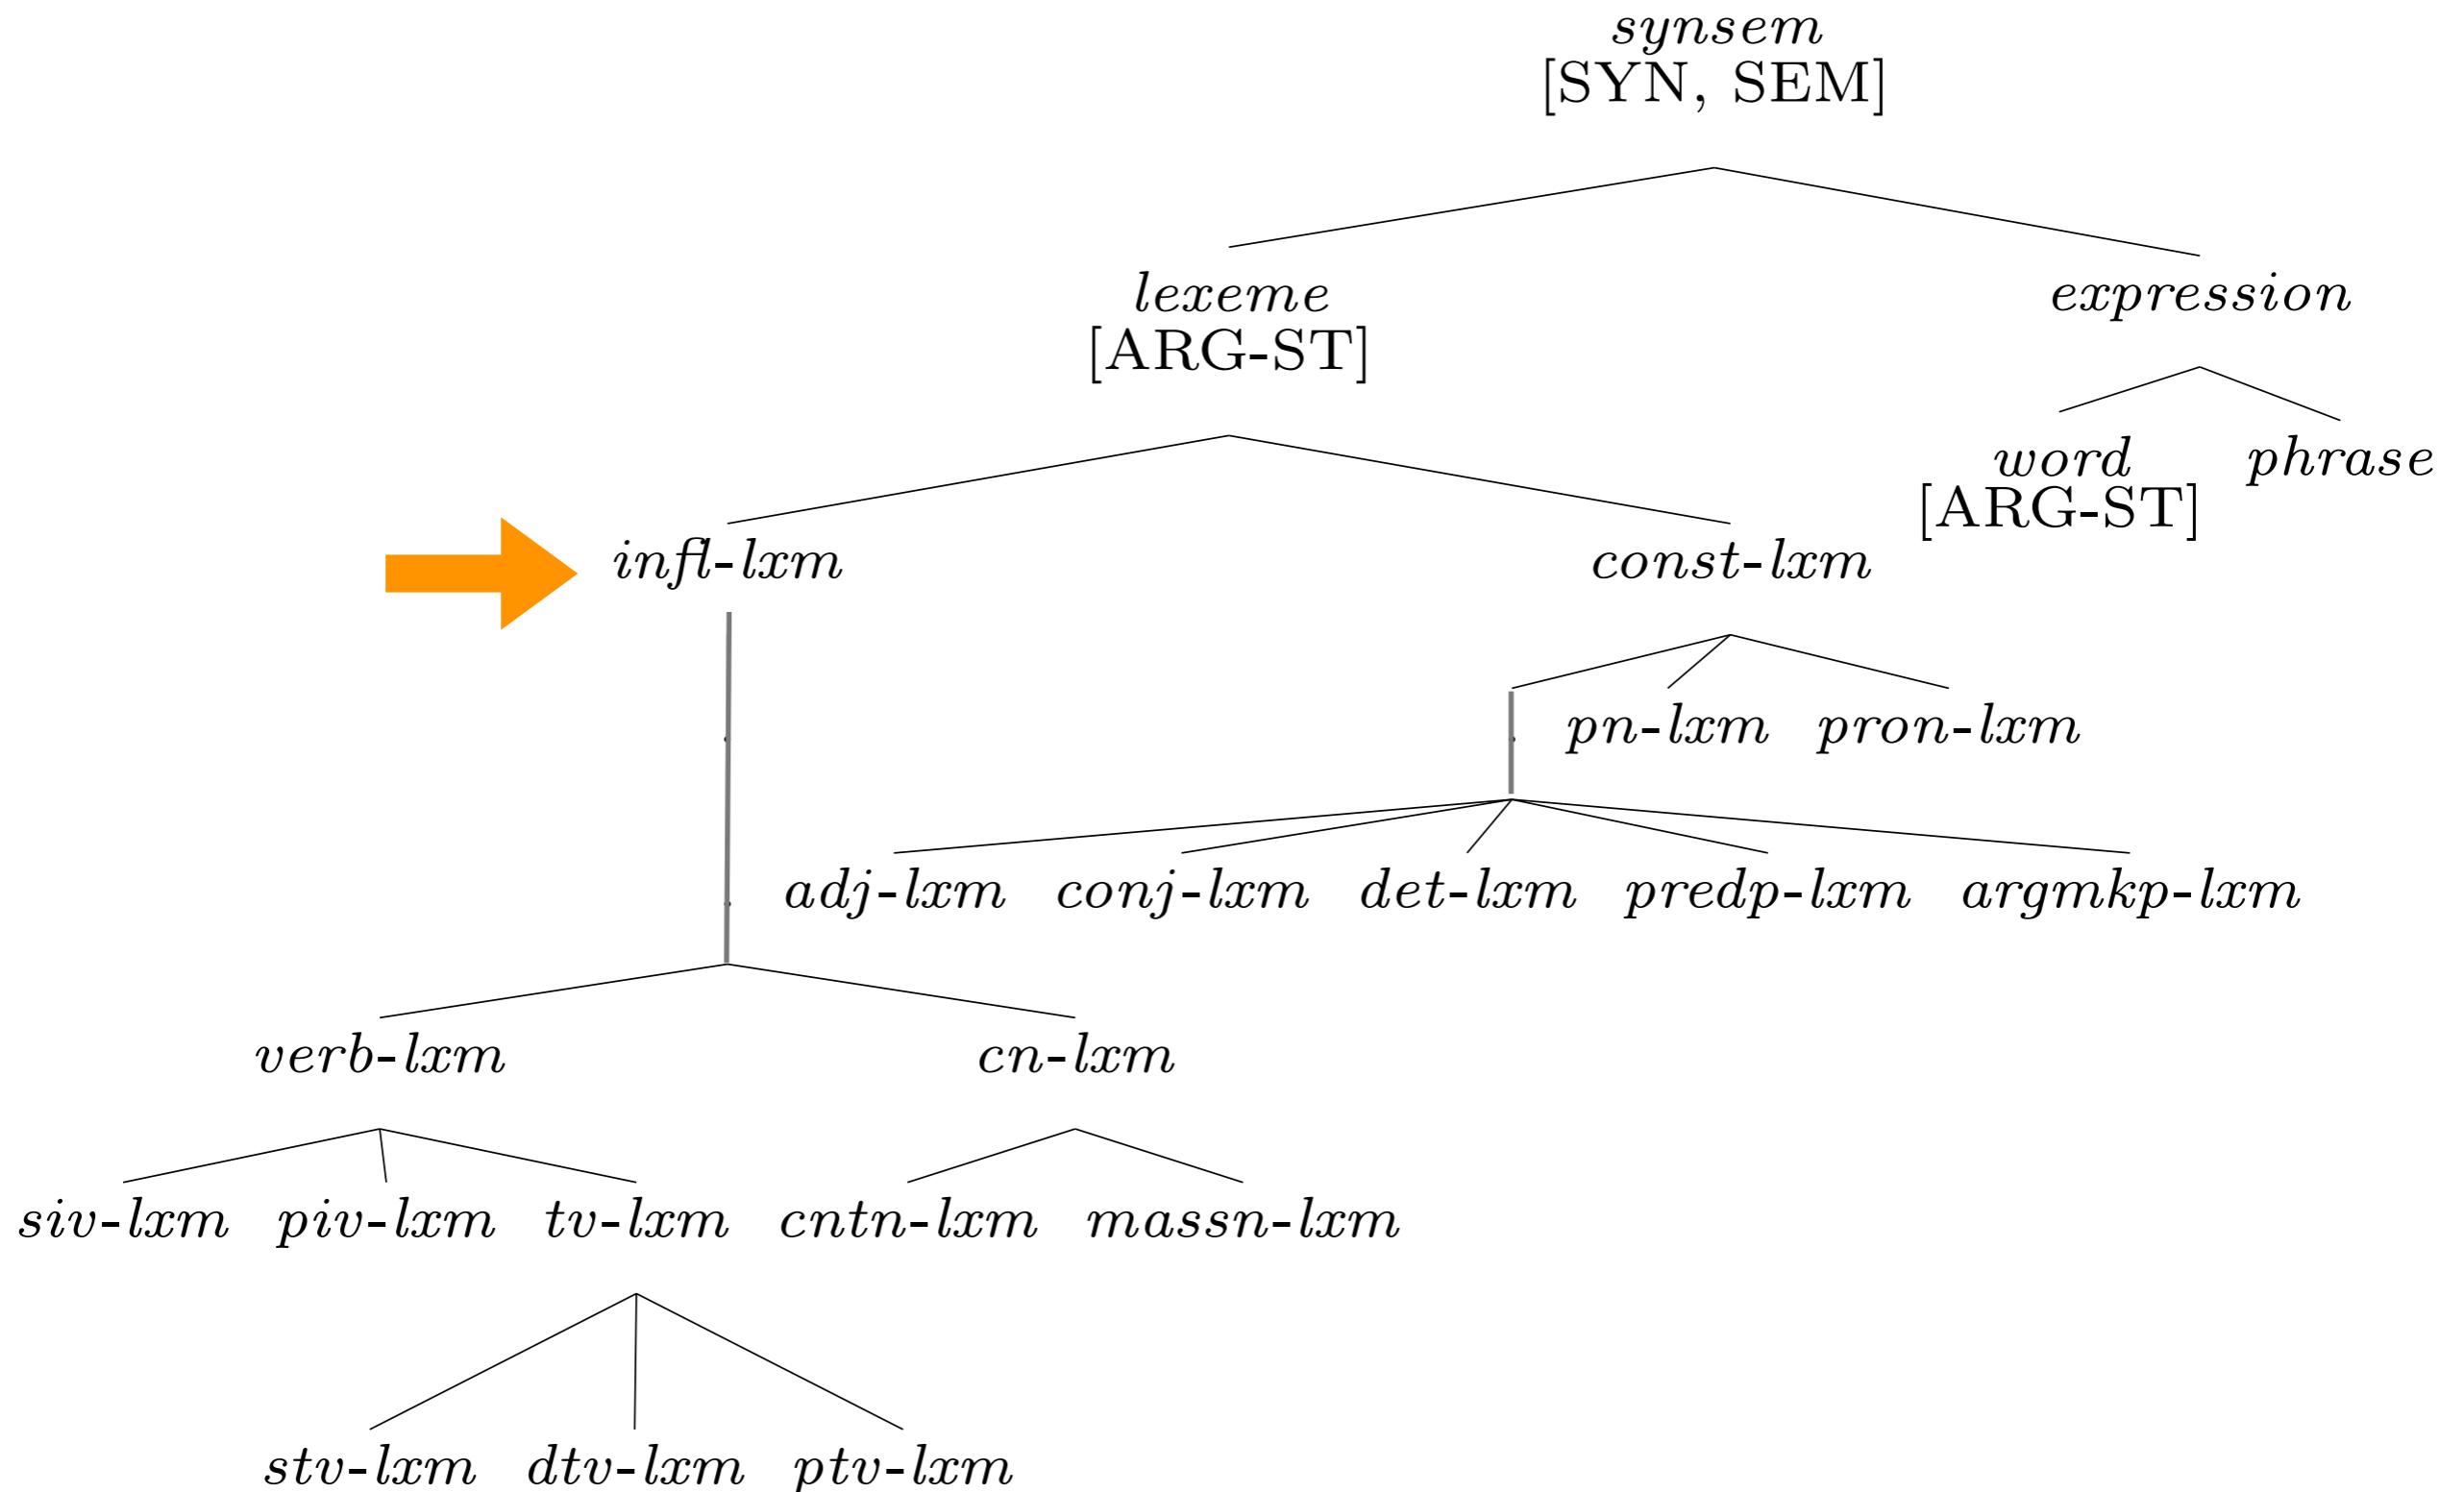 synsem
[SYN, SEM]
lexeme
[ARG-ST]
expression
word
[ARG-ST]
phrase
infl-lxm
const-lxm
pn-lxm
pron-lxm
adj-lxm
conj-lxm
det-lxm
predp-lxm
argmkp-lxm
verb-lxm
cn-lxm
siv-lxm
piv-lxm
tv-lxm
cntn-lxm
massn-lxm
stv-lxm
dtv-lxm
ptv-lxm